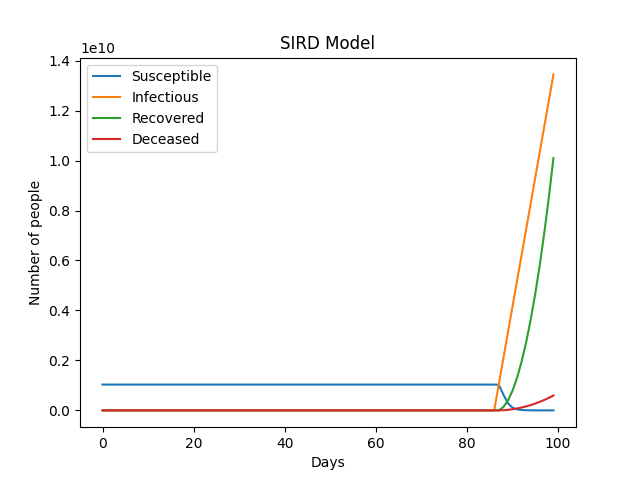 SIRD Model
1e10
Susceptible
Infectious
Recovered
Deceased
1.4
1.2
1.0
0.8
0.6
0.4
0.2
0.0
Number of people
0 20 40 60 80 100
Days